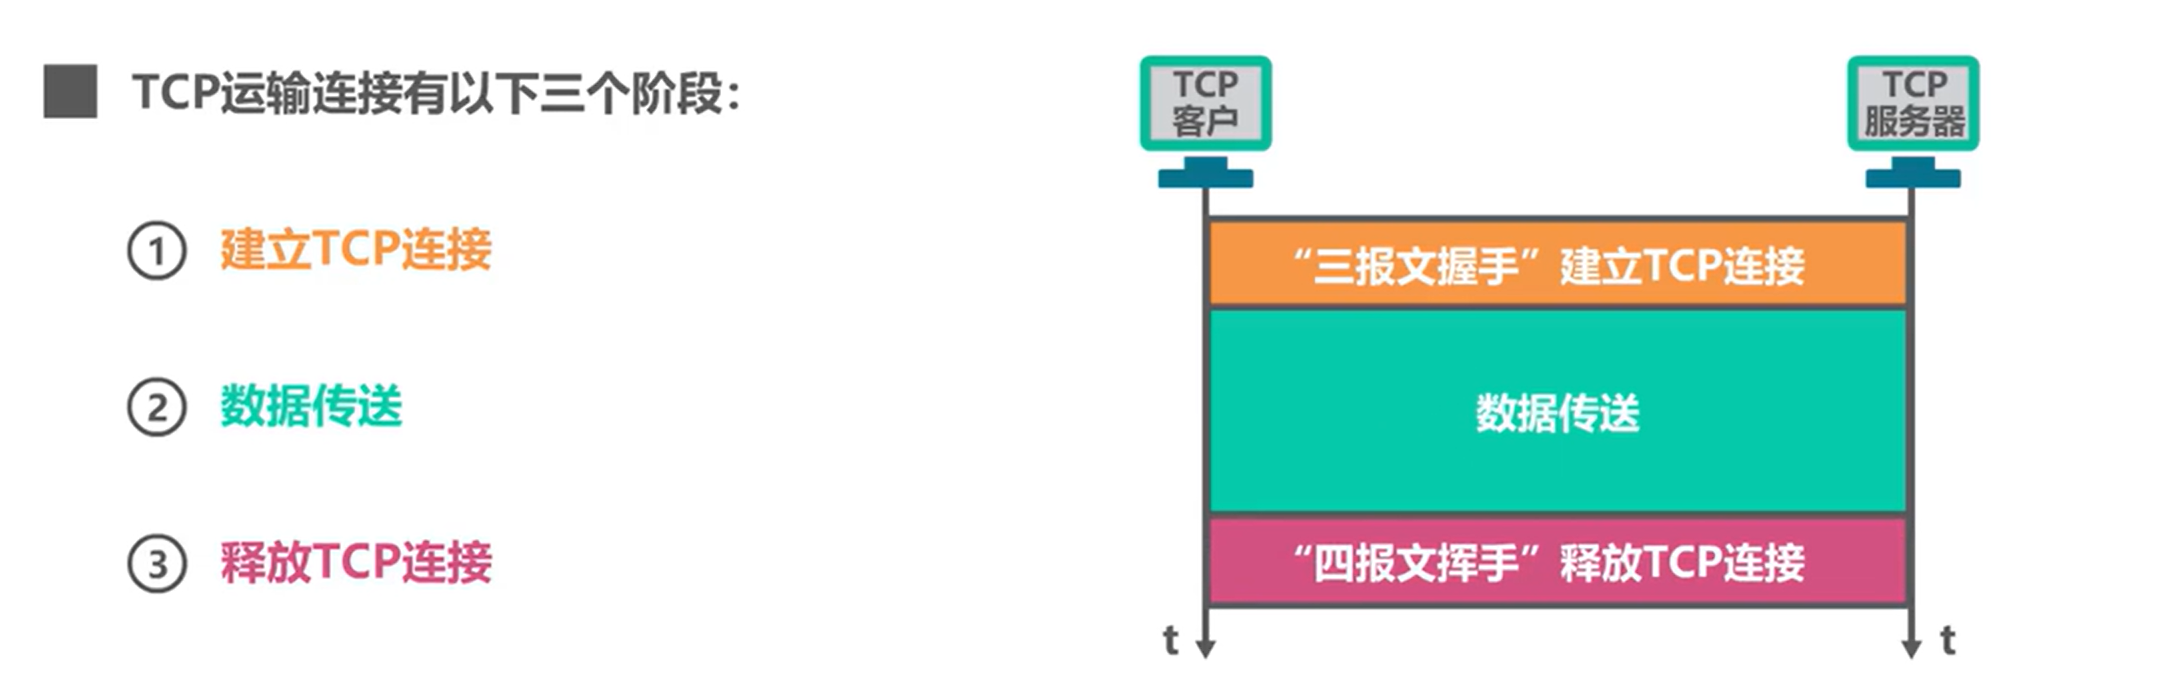 TCP运输连接有以下三个阶段：
① 建立TCP连接
② 数据传送
③ 释放TCP连接
TCP
客户
TCP
服务器
“三报文握手”建立TCP连接
数据传送
“四报文挥手”释放TCP连接
t
t